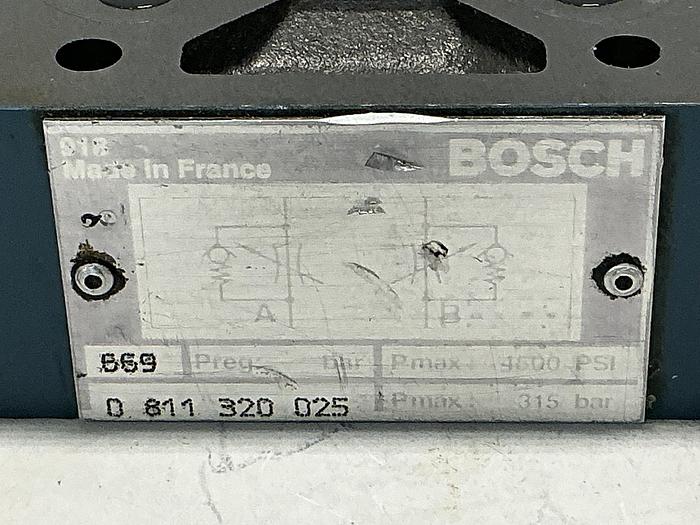 918
Made in France
BOSCH
A B
669 Preg. bar Pmax: 4600 PSI
0 811 320 025 Pmax: 315 bar